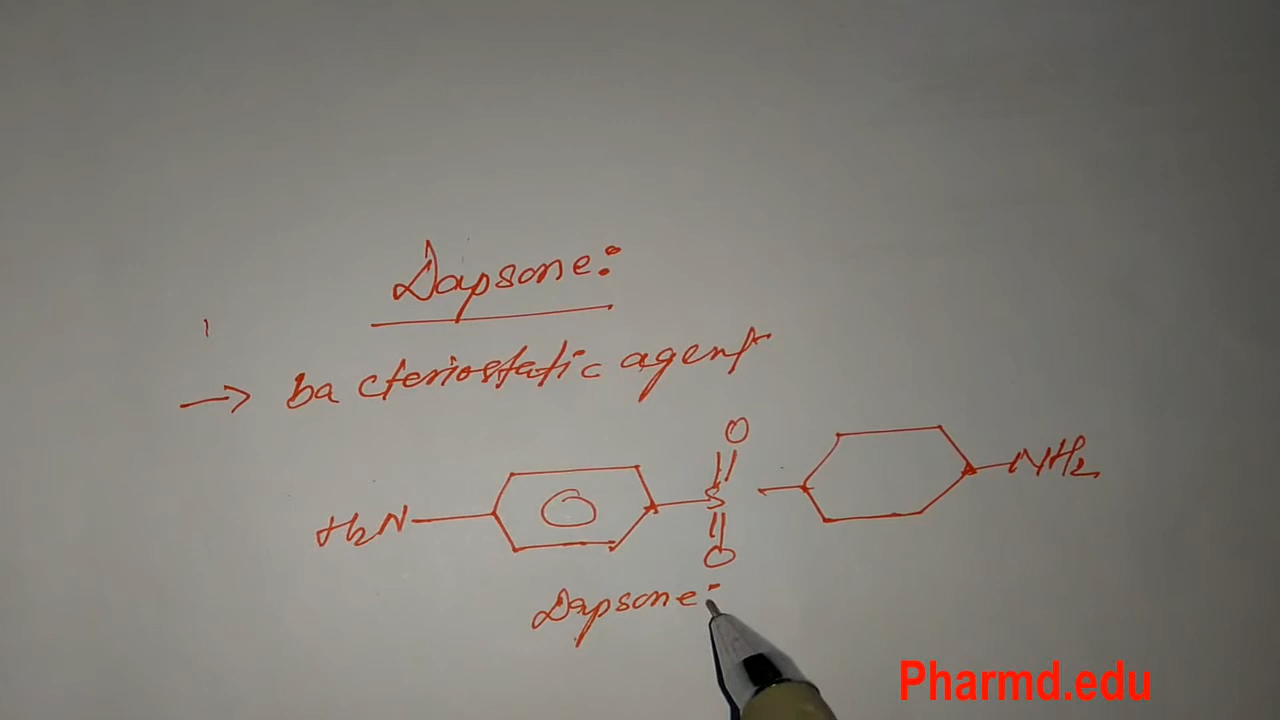 Dapsone:
→ bacteriostatic agent
O
H₂N S NH₂
O
Dapsone:
Pharmd.edu